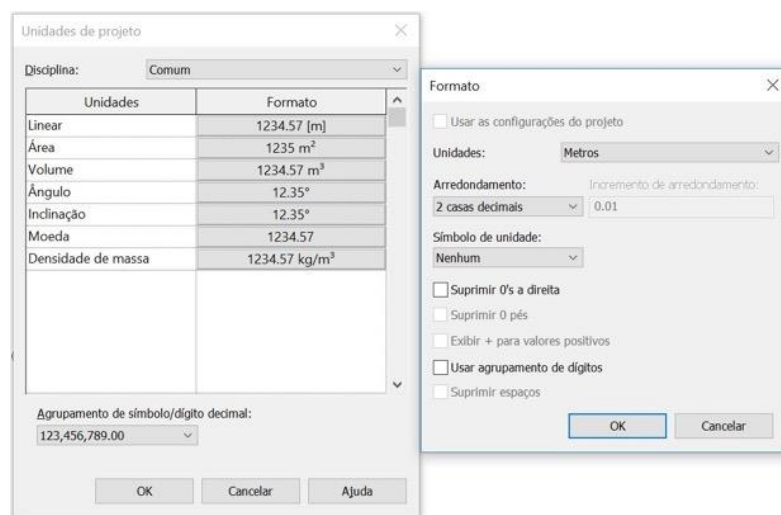 Unidades de projeto
Disciplina: Comum
Unidades Formato
Linear 1234.57 [m]
Área 1235 m²
Volume 1234.57 m³
Ângulo 12.35°
Inclinação 12.35°
Moeda 1234.57
Densidade de massa 1234.57 kg/m³
Agrupamento de símbolo/dígito decimal:
123,456,789.00
OK Cancelar Ajuda
Formato
Usar as configurações do projeto
Unidades: Metros
Arredondamento: Incremento de arredondamento:
2 casas decimais 0.01
Símbolo de unidade:
Nenhum
Suprimir 0's a direita
Suprimir 0 pés
Exibir + para valores positivos
Usar agrupamento de dígitos
Suprimir espaços
OK Cancelar